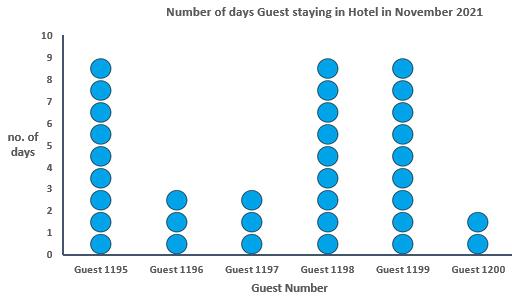 Number of days Guest staying in Hotel in November 2021
10
9
8
7
6
5
4
3
2
1
0
no. of
days
Guest 1195 Guest 1196 Guest 1197 Guest 1198 Guest 1199 Guest 1200
Guest Number